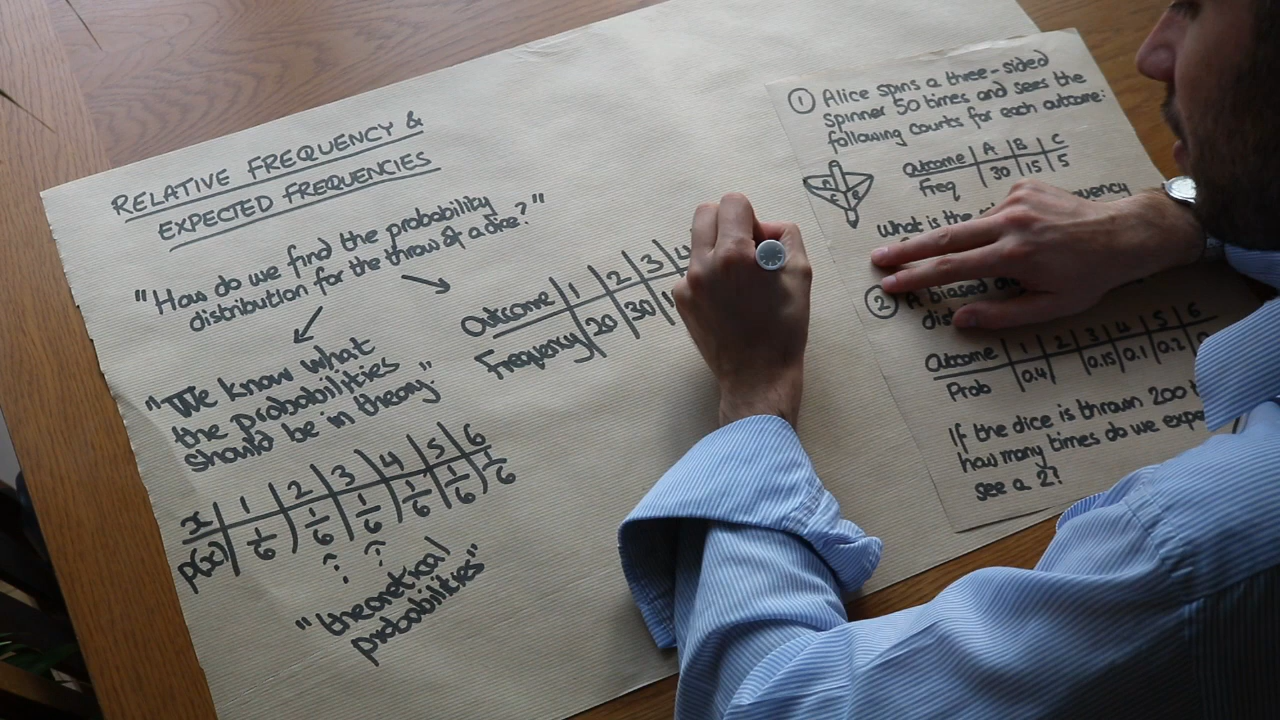 RELATIVE FREQUENCY &
EXPECTED FREQUENCIES
"How do we find the probability
distribution for the throw of a dice?"
"We know what
the probabilities
should be in theory."
x 1 2 3 4 5 6
P(x) 1/6 1/6 1/6 1/6 1/6 1/6
? ?
"theoretical
probabilities"
Outcome 1 2 3 4
Frequency 20 30
1 Alice spins a three-sided
spinner 50 times and sees the
following counts for each outcome:
Outcome A B C
Freq 30 15 5
What is the
2 A biased
Outcome 1 2 3 4 5 6
Prob 0.4 0.15 0.1 0.2
If the dice is thrown 200
how many times do we
see a 2?